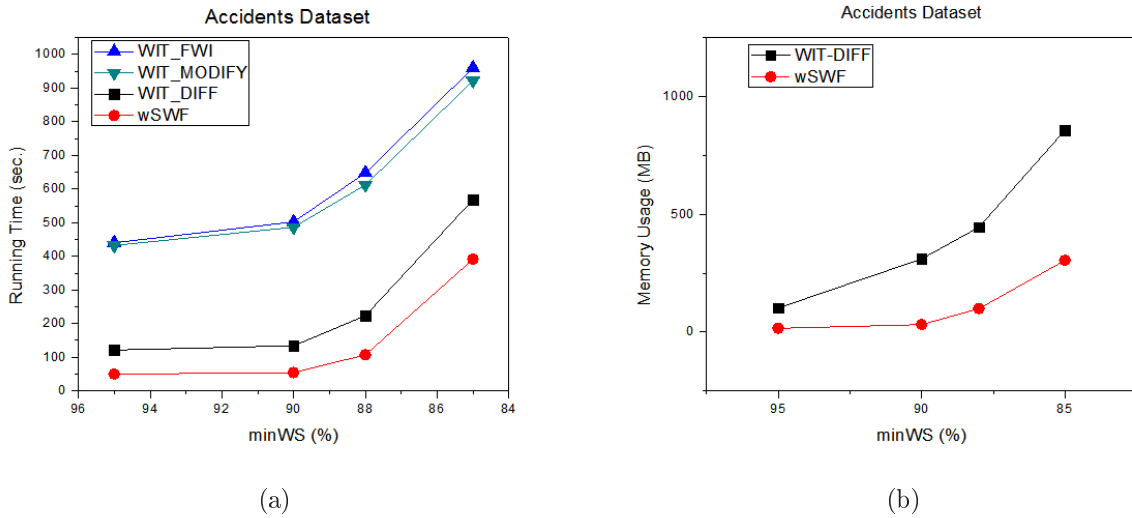 Accidents Dataset
WIT_FWI
WIT_MODIFY
WIT_DIFF
wSWF
1000
900
800
700
600
500
400
300
200
100
0
Running Time (sec.)
96 94 92 90 88 86 84
minWS (%)
(a)
Accidents Dataset
WIT-DIFF
wSWF
1000
500
0
Memory Usage (MB)
95 90 85
minWS (%)
(b)